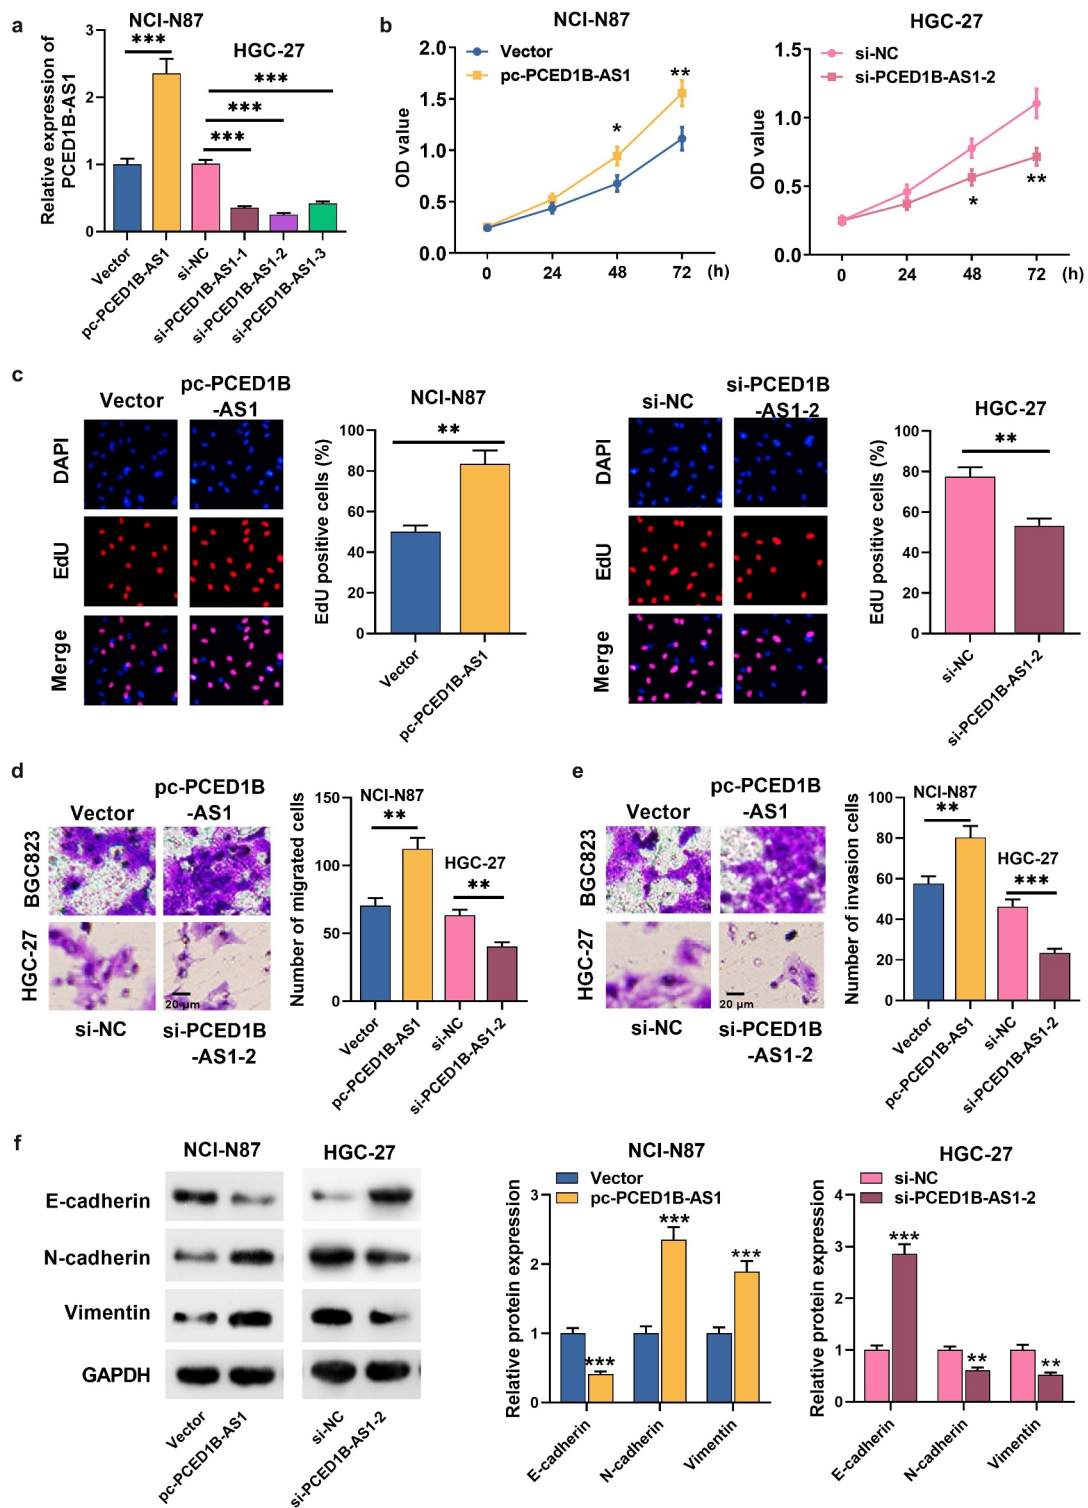 a
NCI-N87
HGC-27
Relative expression of
PCED1B-AS1
3
2
1
0
***
***
***
***
Vector
pc-PCED1B-AS1
si-NC
si-PCED1B-AS1-1
si-PCED1B-AS1-2
si-PCED1B-AS1-3
b
NCI-N87
Vector
pc-PCED1B-AS1
OD value
2.0
1.5
1.0
0.5
0.0
*
**
0 24 48 72 (h)
HGC-27
si-NC
si-PCED1B-AS1-2
OD value
1.5
1.0
0.5
0.0
*
**
0 24 48 72 (h)
c
Vector
pc-PCED1B
-AS1
DAPI
EdU
Merge
NCI-N87
EdU positive cells (%)
100
80
60
40
20
0
**
Vector
pc-PCED1B-AS1
si-NC
si-PCED1B
-AS1-2
DAPI
EdU
Merge
HGC-27
EdU positive cells (%)
100
80
60
40
20
0
**
si-NC
si-PCED1B-AS1-2
d
Vector
pc-PCED1B
-AS1
BGC823
HGC-27
20 μm
si-NC
si-PCED1B
-AS1-2
Number of migrated cells
150
100
50
0
NCI-N87
**
HGC-27
**
Vector
pc-PCED1B-AS1
si-NC
si-PCED1B-AS1-2
e
Vector
pc-PCED1B
-AS1
BGC823
HGC-27
20 μm
si-NC
si-PCED1B
-AS1-2
Number of invasion cells
100
80
60
40
20
0
NCI-N87
**
HGC-27
***
Vector
pc-PCED1B-AS1
si-NC
si-PCED1B-AS1-2
f
NCI-N87
HGC-27
E-cadherin
N-cadherin
Vimentin
GAPDH
Vector
pc-PCED1B-AS1
si-NC
si-PCED1B-AS1-2
NCI-N87
Vector
pc-PCED1B-AS1
Relative protein expression
3
2
1
0
***
***
***
E-cadherin
N-cadherin
Vimentin
HGC-27
si-NC
si-PCED1B-AS1-2
Relative protein expression
4
3
2
1
0
***
**
**
E-cadherin
N-cadherin
Vimentin